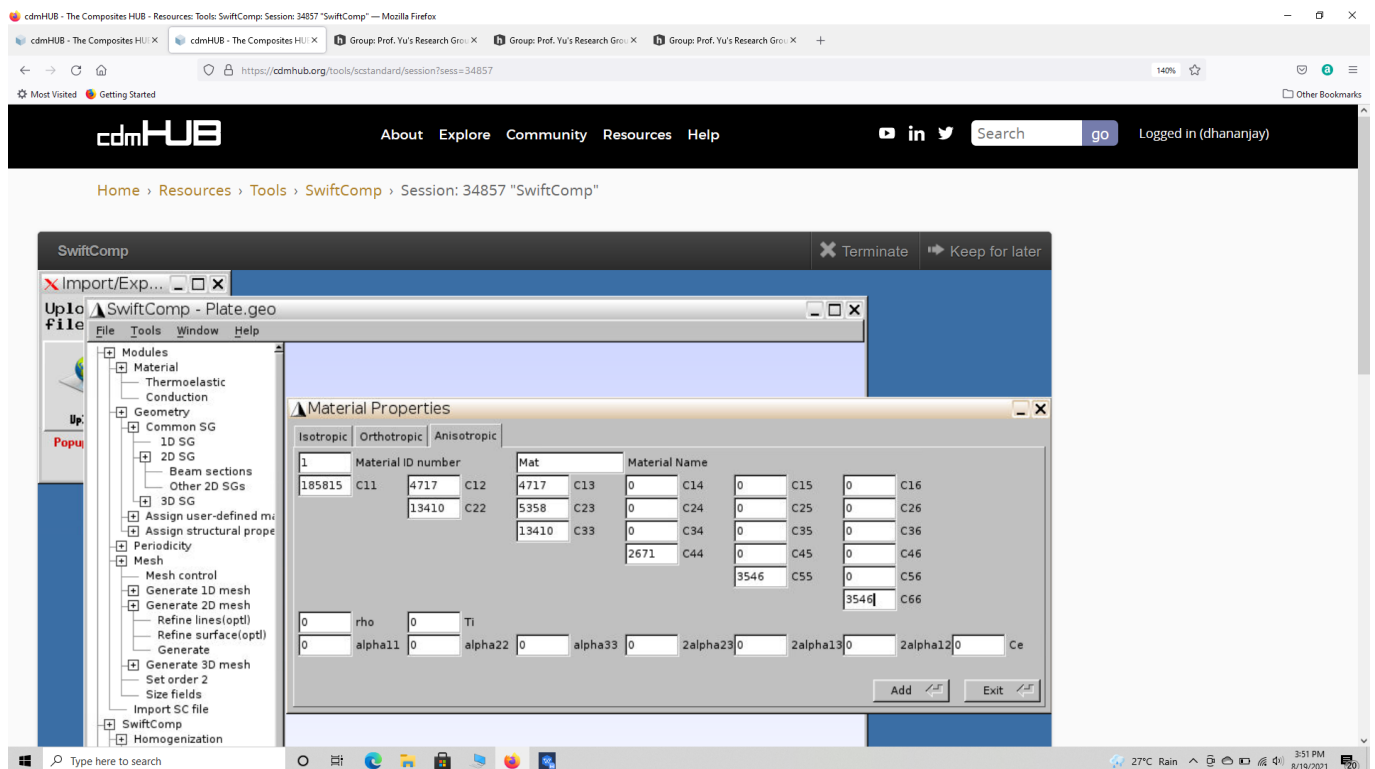 cdmHUB - The Composites HUB - Resources: Tools: SwiftComp: Session: 34857 "SwiftComp" — Mozilla Firefox
cdmHUB - The Composites HUI × cdmHUB - The Composites HUI × Group: Prof. Yu's Research Grou × Group: Prof. Yu's Research Grou × Group: Prof. Yu's Research Grou × +
https://cdmhub.org/tools/scstandard/session?sess=34857 140%
Most Visited Getting Started Other Bookmarks
cdmHUB About Explore Community Resources Help in Search go Logged in (dhananjay)
Home › Resources › Tools › SwiftComp › Session: 34857 "SwiftComp"
SwiftComp Terminate Keep for later
Import/Exp...
Uplo
file
Up
Popu
SwiftComp - Plate.geo
File Tools Window Help
Modules
Material
Thermoelastic
Conduction
Geometry
Common SG
1D SG
2D SG
Beam sections
Other 2D SGs
3D SG
Assign user-defined ma
Assign structural prope
Periodicity
Mesh
Mesh control
Generate 1D mesh
Generate 2D mesh
Refine lines(optl)
Refine surface(optl)
Generate
Generate 3D mesh
Set order 2
Size fields
Import SC file
SwiftComp
Homogenization
Material Properties
Isotropic Orthotropic Anisotropic
1 Material ID number Mat Material Name
185815 C11 4717 C12 4717 C13 0 C14 0 C15 0 C16
13410 C22 5358 C23 0 C24 0 C25 0 C26
13410 C33 0 C34 0 C35 0 C36
2671 C44 0 C45 0 C46
3546 C55 0 C56
3546 C66
0 rho 0 Ti
0 alpha11 0 alpha22 0 alpha33 0 2alpha23 0 2alpha13 0 2alpha12 0 Ce
Add Exit
Type here to search 27°C Rain 3:51 PM
8/19/2021 20